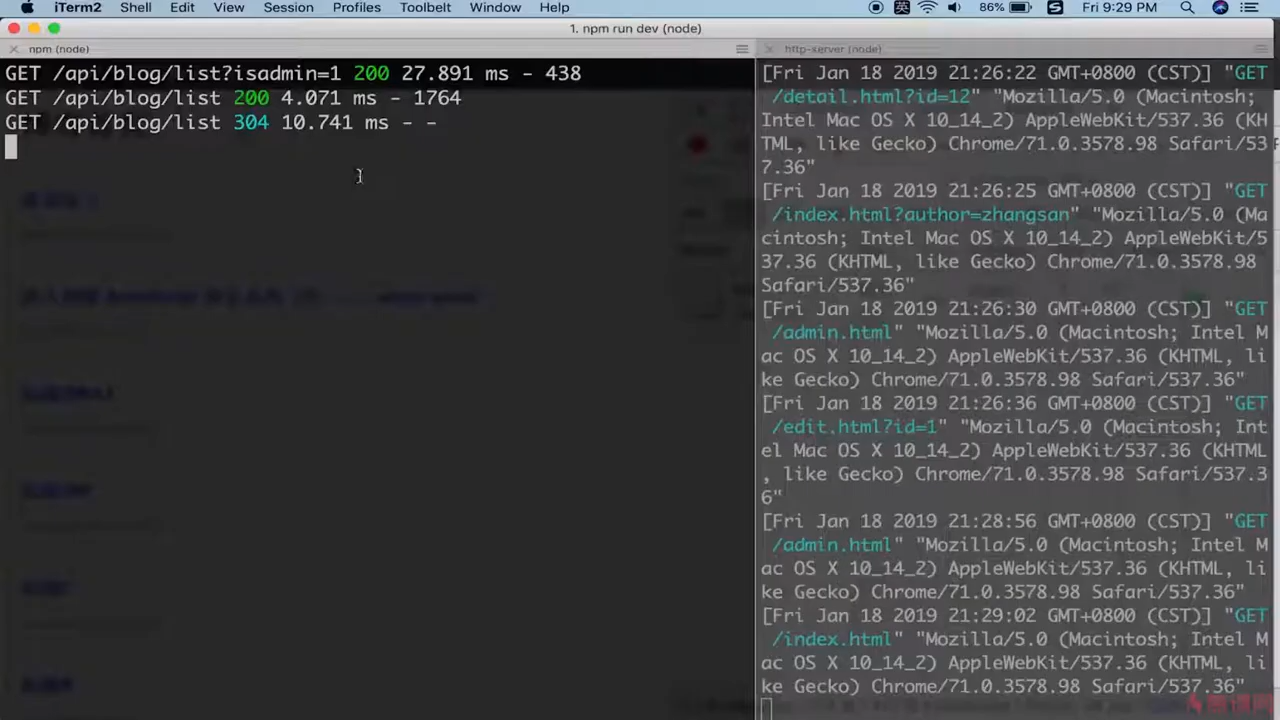 iTerm2 Shell Edit View Session Profiles Toolbelt Window Help 英 86% S Fri 9:29 PM
1. npm run dev (node)
npm (node)
GET /api/blog/list?isadmin=1 200 27.891 ms - 438
GET /api/blog/list 200 4.071 ms - 1764
GET /api/blog/list 304 10.741 ms - -
http-server (node)
[Fri Jan 18 2019 21:26:22 GMT+0800 (CST)] "GET
/detail.html?id=12" "Mozilla/5.0 (Macintosh;
Intel Mac OS X 10_14_2) AppleWebKit/537.36 (KH
TML, like Gecko) Chrome/71.0.3578.98 Safari/53
7.36"
[Fri Jan 18 2019 21:26:25 GMT+0800 (CST)] "GET
/index.html?author=zhangsan" "Mozilla/5.0 (Ma
cintosh; Intel Mac OS X 10_14_2) AppleWebKit/5
37.36 (KHTML, like Gecko) Chrome/71.0.3578.98
Safari/537.36"
[Fri Jan 18 2019 21:26:30 GMT+0800 (CST)] "GET
/admin.html" "Mozilla/5.0 (Macintosh; Intel M
ac OS X 10_14_2) AppleWebKit/537.36 (KHTML, li
ke Gecko) Chrome/71.0.3578.98 Safari/537.36"
[Fri Jan 18 2019 21:26:36 GMT+0800 (CST)] "GET
/edit.html?id=1" "Mozilla/5.0 (Macintosh; Int
el Mac OS X 10_14_2) AppleWebKit/537.36 (KHTML
, like Gecko) Chrome/71.0.3578.98 Safari/537.3
6"
[Fri Jan 18 2019 21:28:56 GMT+0800 (CST)] "GET
/admin.html" "Mozilla/5.0 (Macintosh; Intel M
ac OS X 10_14_2) AppleWebKit/537.36 (KHTML, li
ke Gecko) Chrome/71.0.3578.98 Safari/537.36"
[Fri Jan 18 2019 21:29:02 GMT+0800 (CST)] "GET
/index.html" "Mozilla/5.0 (Macintosh; Intel M
ac OS X 10_14_2) AppleWebKit/537.36 (KHTML, li
ke Gecko) Chrome/71.0.3578.98 Safari/537.36"